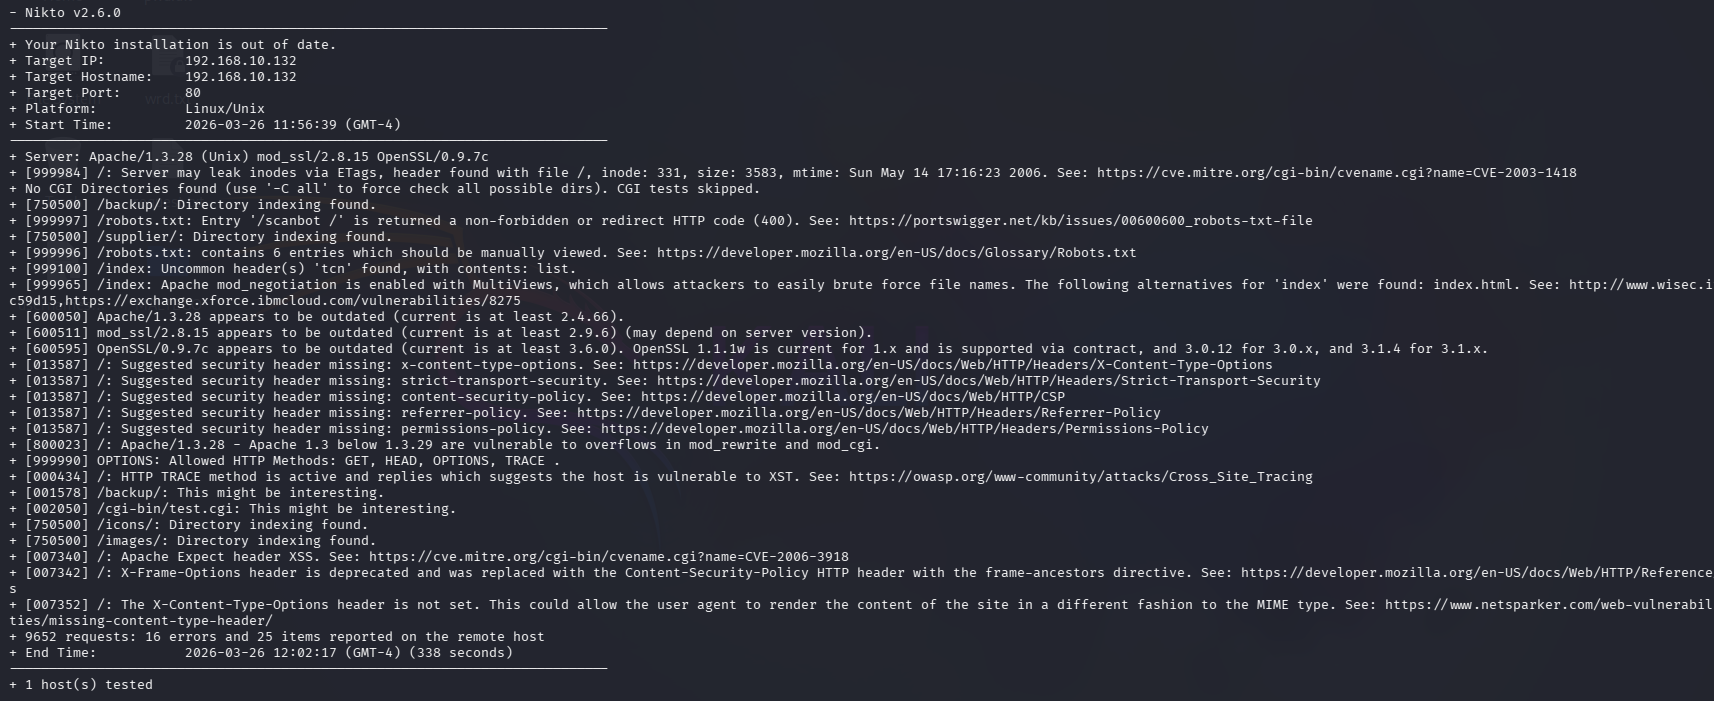 - Nikto v2.6.0
+ Your Nikto installation is out of date.
+ Target IP: 192.168.10.132
+ Target Hostname: 192.168.10.132
+ Target Port: 80
+ Platform: Linux/Unix
+ Start Time: 2026-03-26 11:56:39 (GMT-4)
+ Server: Apache/1.3.28 (Unix) mod_ssl/2.8.15 OpenSSL/0.9.7c
+ [999984] /: Server may leak inodes via ETags, header found with file /, inode: 331, size: 3583, mtime: Sun May 14 17:16:23 2006. See: https://cve.mitre.org/cgi-bin/cvename.cgi?name=CVE-2003-1418
+ No CGI Directories found (use '-C all' to force check all possible dirs). CGI tests skipped.
+ [750500] /backup/: Directory indexing found.
+ [999997] /robots.txt: Entry '/scanbot /' is returned a non-forbidden or redirect HTTP code (400). See: https://portswigger.net/kb/issues/00600600_robots-txt-file
+ [750500] /supplier/: Directory indexing found.
+ [999996] /robots.txt: contains 6 entries which should be manually viewed. See: https://developer.mozilla.org/en-US/docs/Glossary/Robots.txt
+ [999100] /index: Uncommon header(s) 'tcn' found, with contents: list.
+ [999965] /index: Apache mod_negotiation is enabled with MultiViews, which allows attackers to easily brute force file names. The following alternatives for 'index' were found: index.html. See: http://www.wisec.i
c59d15,https://exchange.xforce.ibmcloud.com/vulnerabilities/8275
+ [600050] Apache/1.3.28 appears to be outdated (current is at least 2.4.66).
+ [600511] mod_ssl/2.8.15 appears to be outdated (current is at least 2.9.6) (may depend on server version).
+ [600595] OpenSSL/0.9.7c appears to be outdated (current is at least 3.6.0). OpenSSL 1.1.1w is current for 1.x and is supported via contract, and 3.0.12 for 3.0.x, and 3.1.4 for 3.1.x.
+ [013587] /: Suggested security header missing: x-content-type-options. See: https://developer.mozilla.org/en-US/docs/Web/HTTP/Headers/X-Content-Type-Options
+ [013587] /: Suggested security header missing: strict-transport-security. See: https://developer.mozilla.org/en-US/docs/Web/HTTP/Headers/Strict-Transport-Security
+ [013587] /: Suggested security header missing: content-security-policy. See: https://developer.mozilla.org/en-US/docs/Web/HTTP/CSP
+ [013587] /: Suggested security header missing: referrer-policy. See: https://developer.mozilla.org/en-US/docs/Web/HTTP/Headers/Referrer-Policy
+ [013587] /: Suggested security header missing: permissions-policy. See: https://developer.mozilla.org/en-US/docs/Web/HTTP/Headers/Permissions-Policy
+ [800023] /: Apache/1.3.28 - Apache 1.3 below 1.3.29 are vulnerable to overflows in mod_rewrite and mod_cgi.
+ [999990] OPTIONS: Allowed HTTP Methods: GET, HEAD, OPTIONS, TRACE .
+ [000434] /: HTTP TRACE method is active and replies which suggests the host is vulnerable to XST. See: https://owasp.org/www-community/attacks/Cross_Site_Tracing
+ [001578] /backup/: This might be interesting.
+ [002050] /cgi-bin/test.cgi: This might be interesting.
+ [750500] /icons/: Directory indexing found.
+ [750500] /images/: Directory indexing found.
+ [007340] /: Apache Expect header XSS. See: https://cve.mitre.org/cgi-bin/cvename.cgi?name=CVE-2006-3918
+ [007342] /: X-Frame-Options header is deprecated and was replaced with the Content-Security-Policy HTTP header with the frame-ancestors directive. See: https://developer.mozilla.org/en-US/docs/Web/HTTP/Reference
s
+ [007352] /: The X-Content-Type-Options header is not set. This could allow the user agent to render the content of the site in a different fashion to the MIME type. See: https://www.netsparker.com/web-vulnerabil
ties/missing-content-type-header/
+ 9652 requests: 16 errors and 25 items reported on the remote host
+ End Time: 2026-03-26 12:02:17 (GMT-4) (338 seconds)
+ 1 host(s) tested